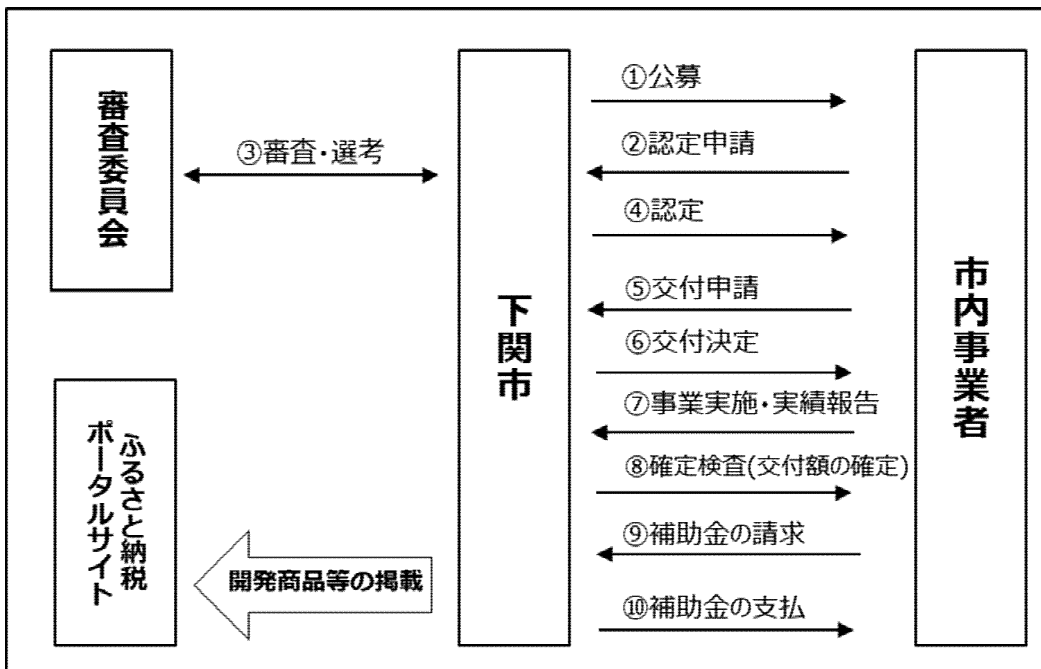 審査委員会
③審査・選考
下関市
①公募
②認定申請
④認定
⑤交付申請
⑥交付決定
⑦事業実施・実績報告
⑧確定検査(交付額の確定)
⑨補助金の請求
⑩補助金の支払
市内事業者
ふるさと納税
ポータルサイト
開発商品等の掲載